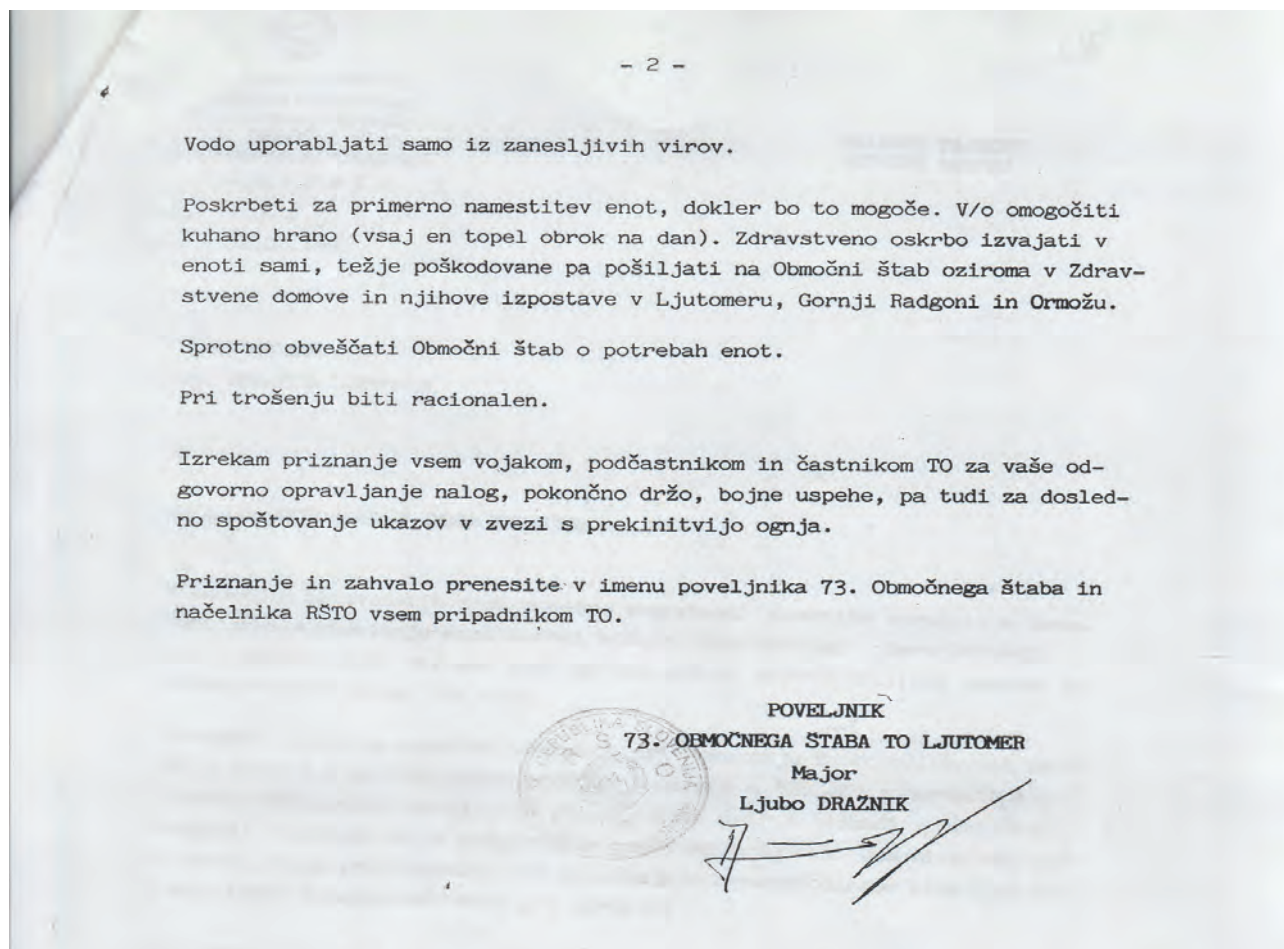 - 2 -
Vodo uporabljati samo iz zanesljivih virov.
Poskrbeti za primerno namestitev enot, dokler bo to mogoče. V/o omogočiti
kuhano hrano (vsaj en topel obrok na dan). Zdravstveno oskrbo izvajati v
enoti sami, težje poškodovane pa pošiljati na Območni štab oziroma v Zdrav-
stvene domove in njihove izpostave v Ljutomeru, Gornji Radgoni in Ormožu.
Sprotno obveščati Območni štab o potrebah enot.
Pri trošenju biti racionalen.
Izrekam priznanje vsem vojakom, podčastnikom in častnikom TO za vaše od-
govorno opravljanje nalog, pokončno držo, bojne uspehe, pa tudi za dosled-
no spoštovanje ukazov v zvezi s prekinitvijo ognja.
Priznanje in zahvalo prenesite v imenu poveljnika 73. Območnega štaba in
načelnika RŠTO vsem pripadnikom TO.
POVELJNIK
73. OBMOČNEGA ŠTABA TO LJUTOMER
Major
Ljubo DRAŽNIK
REPUBLIKA SLOVENIJA